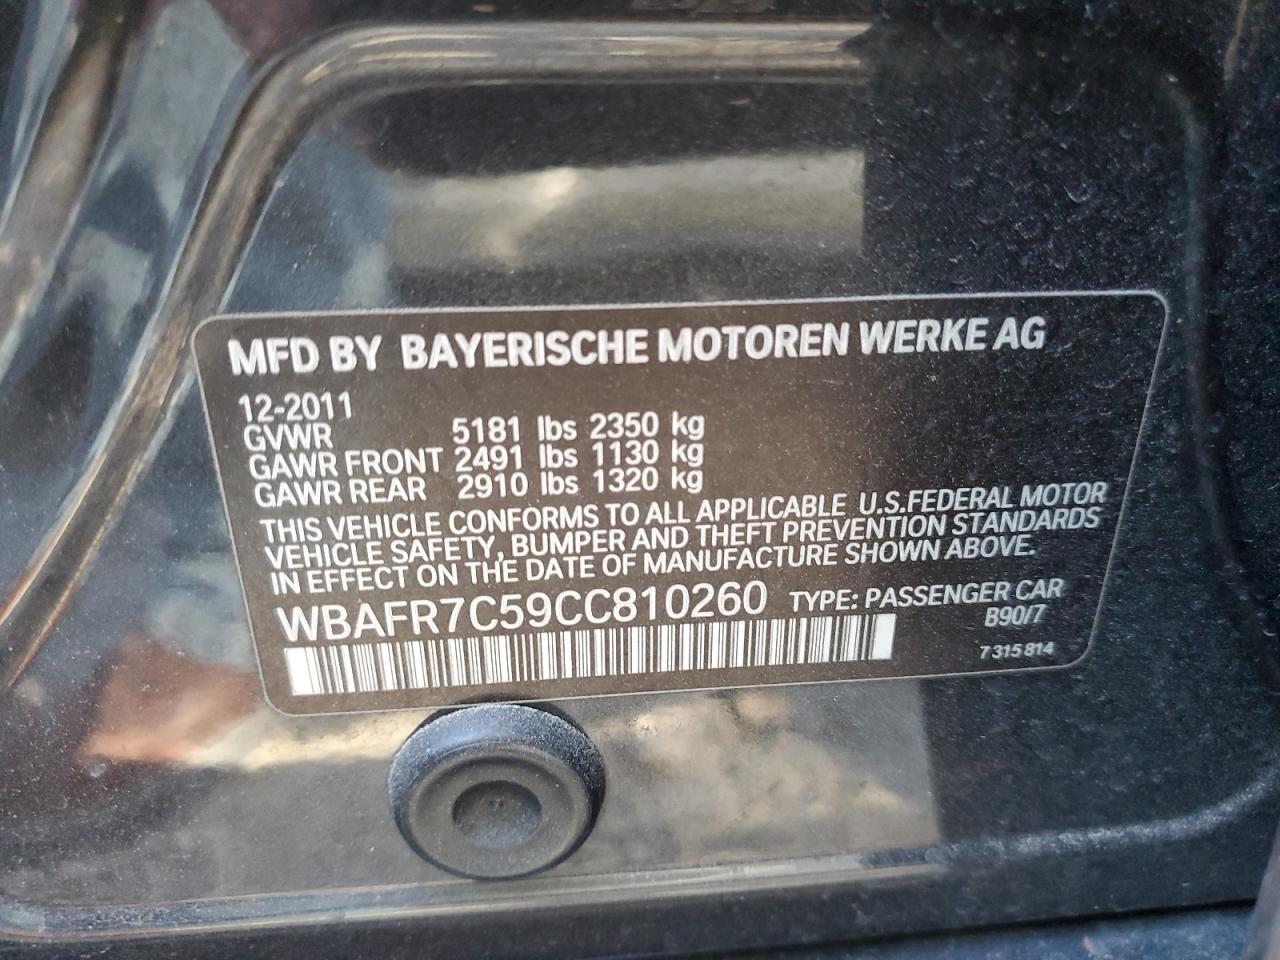 MFD BY BAYERISCHE MOTOREN WERKE AG
12-2011
GVWR 5181 lbs 2350 kg
GAWR FRONT 2491 lbs 1130 kg
GAWR REAR 2910 lbs 1320 kg
THIS VEHICLE CONFORMS TO ALL APPLICABLE U.S.FEDERAL MOTOR
VEHICLE SAFETY, BUMPER AND THEFT PREVENTION STANDARDS
IN EFFECT ON THE DATE OF MANUFACTURE SHOWN ABOVE.
WBAFR7C59CC810260 TYPE: PASSENGER CAR
B90/7
7 315 814